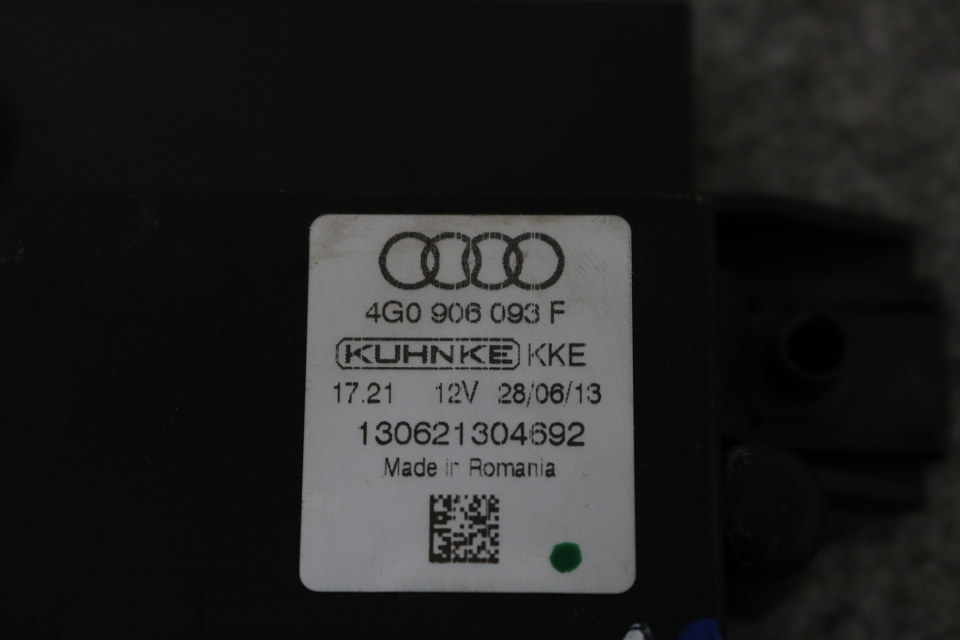 4G0 906 093 F
KUHNKE KKE
17.21 12V 28/06/13
130621304692
Made in Romania